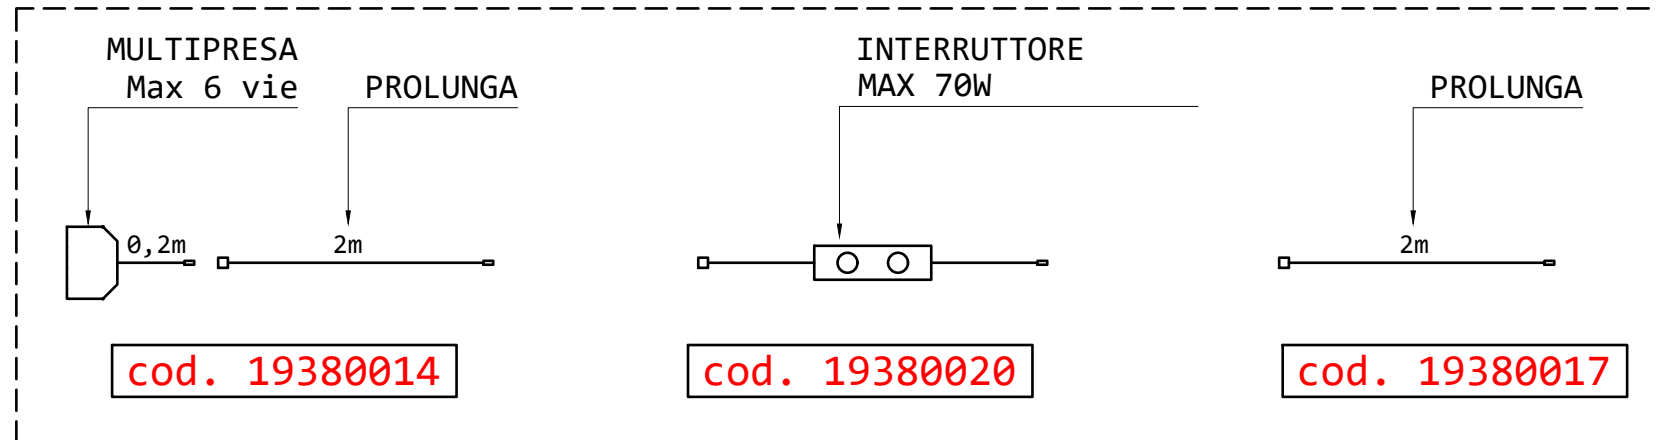 MULTIPRESA
Max 6 vie
PROLUNGA
INTERRUTTORE
MAX 70W
PROLUNGA
0,2m
2m
2m
cod. 19380014
cod. 19380020
cod. 19380017